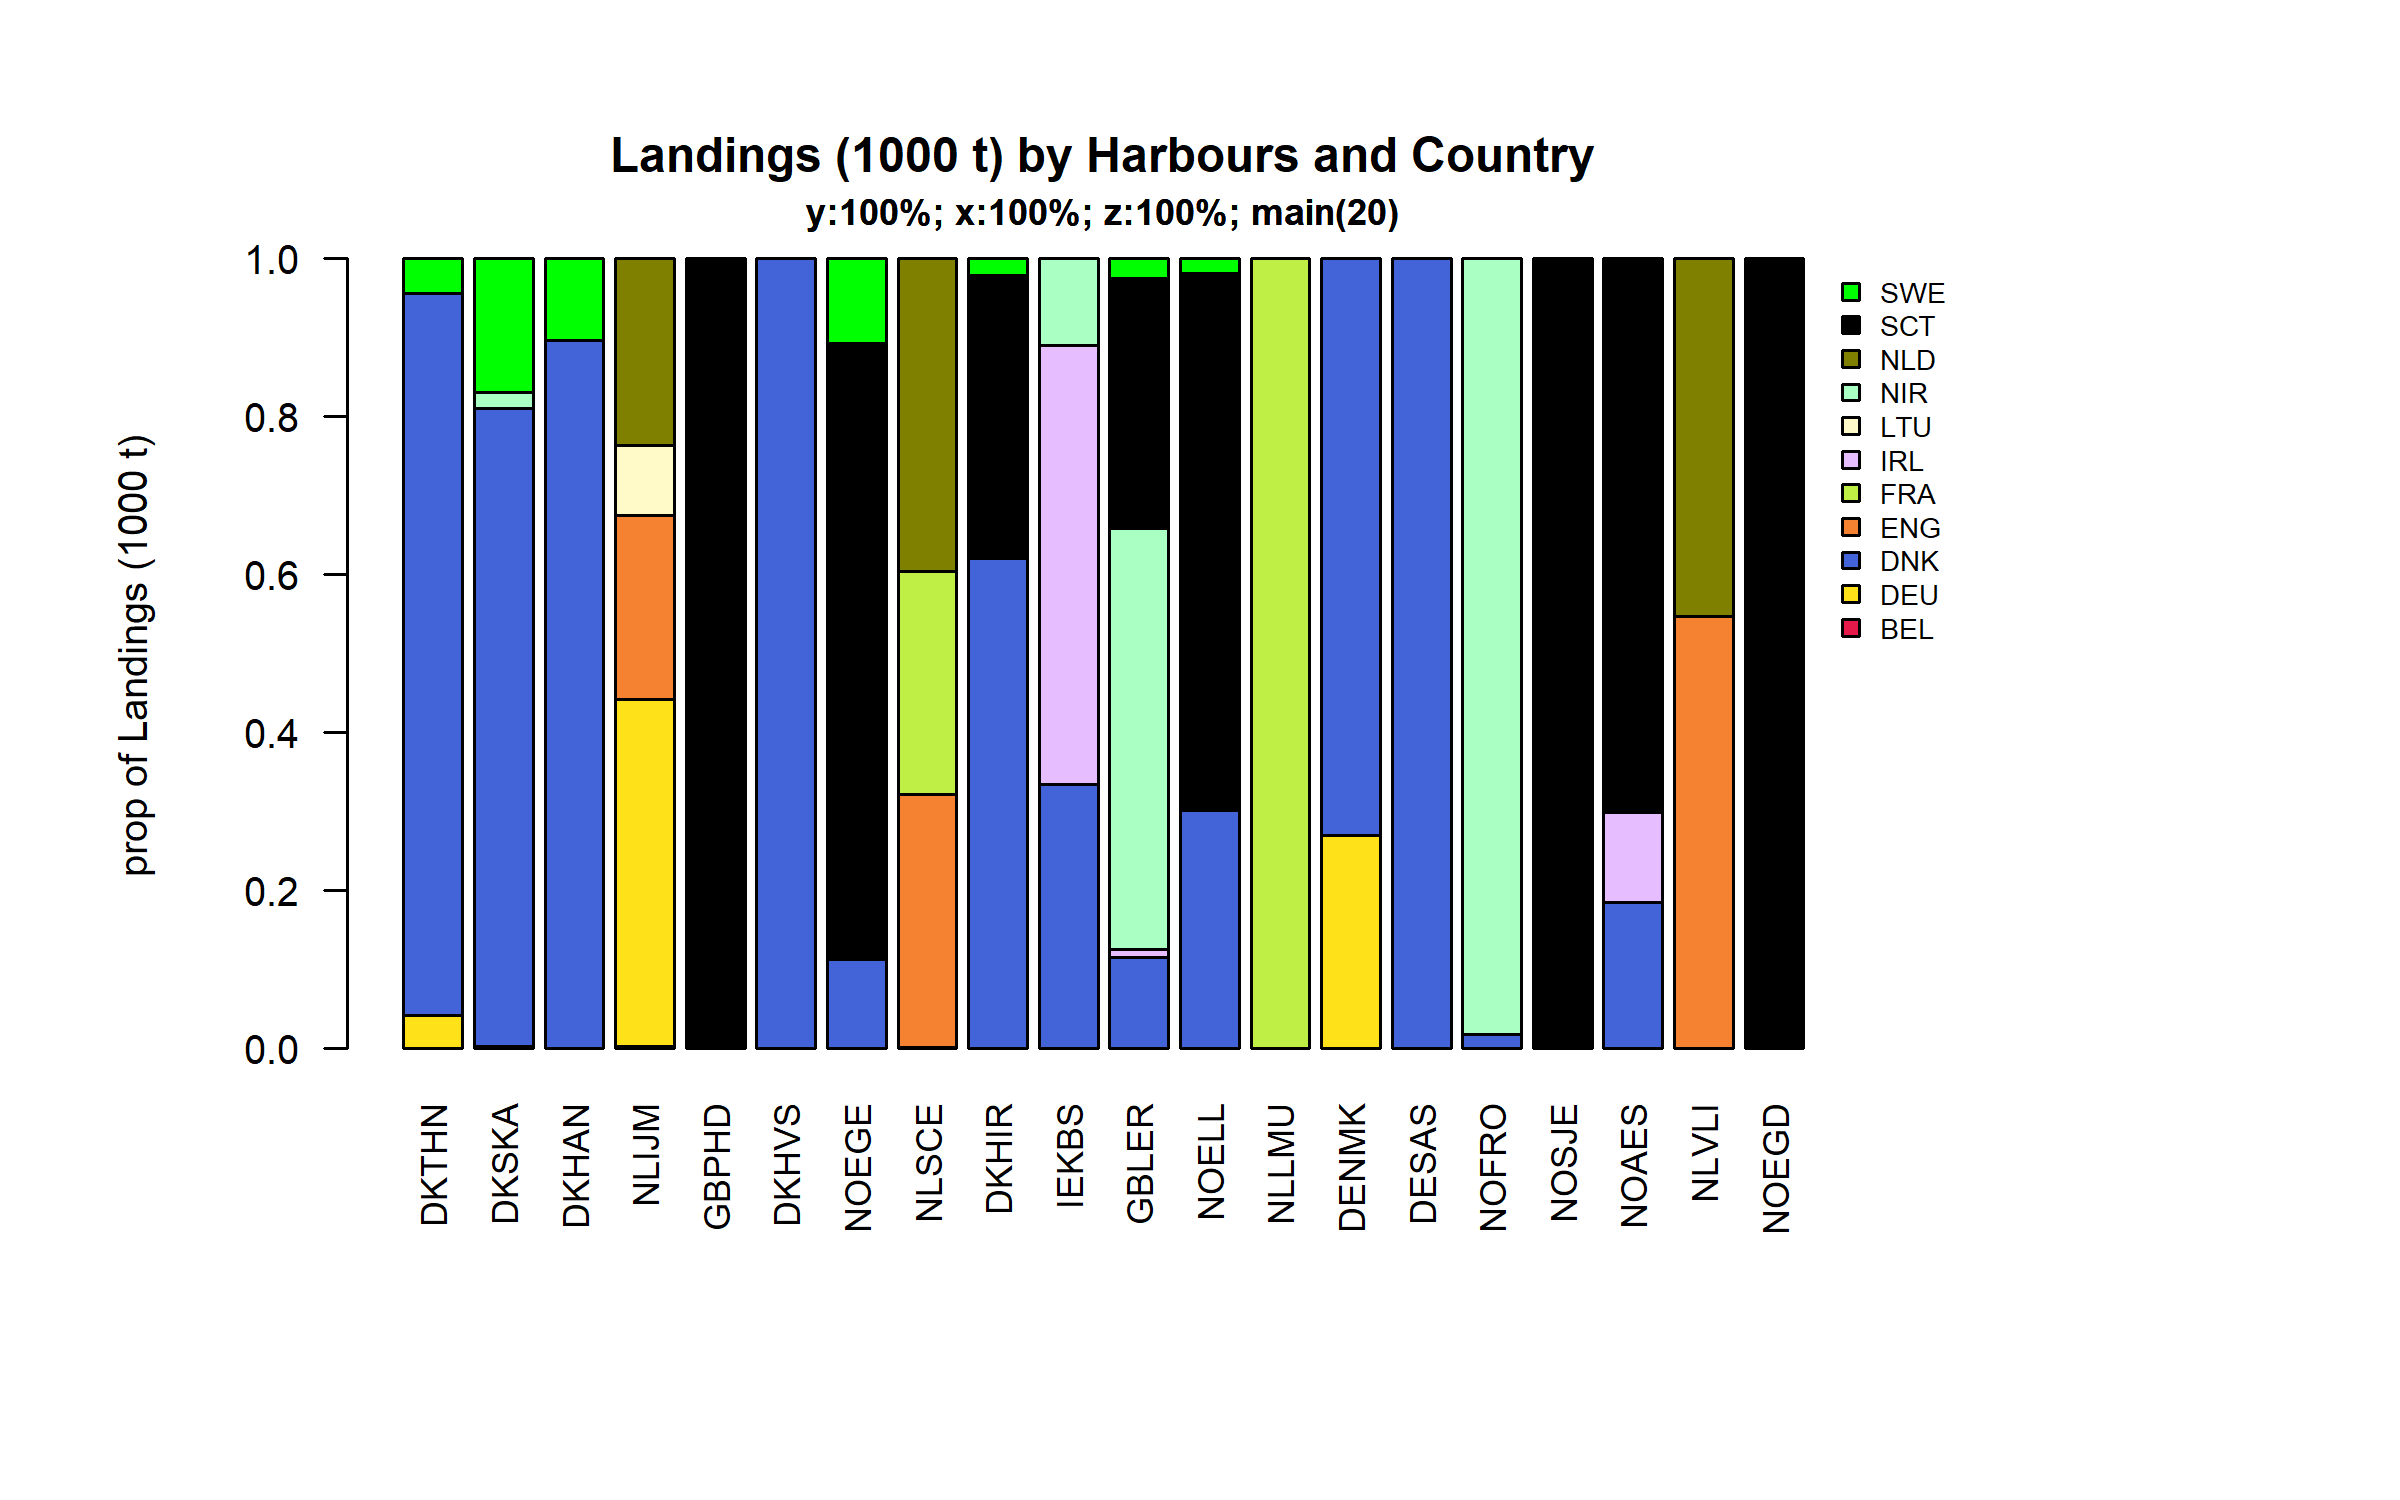 Landings (1000 t) by Harbours and Country
y:100%; x:100%; z:100%; main(20)
prop of Landings (1000 t)
1.0
0.8
0.6
0.4
0.2
0.0
DKTHN
DKSKA
DKHAN
NLIJM
GBPHD
DKHVS
NOEGE
NLSCE
DKHIR
IEKBS
GBLER
NOELL
NLLMU
DENMK
DESAS
NOFRO
NOSJE
NOAES
NLVLI
NOEGD
SWE
SCT
NLD
NIR
LTU
IRL
FRA
ENG
DNK
DEU
BEL